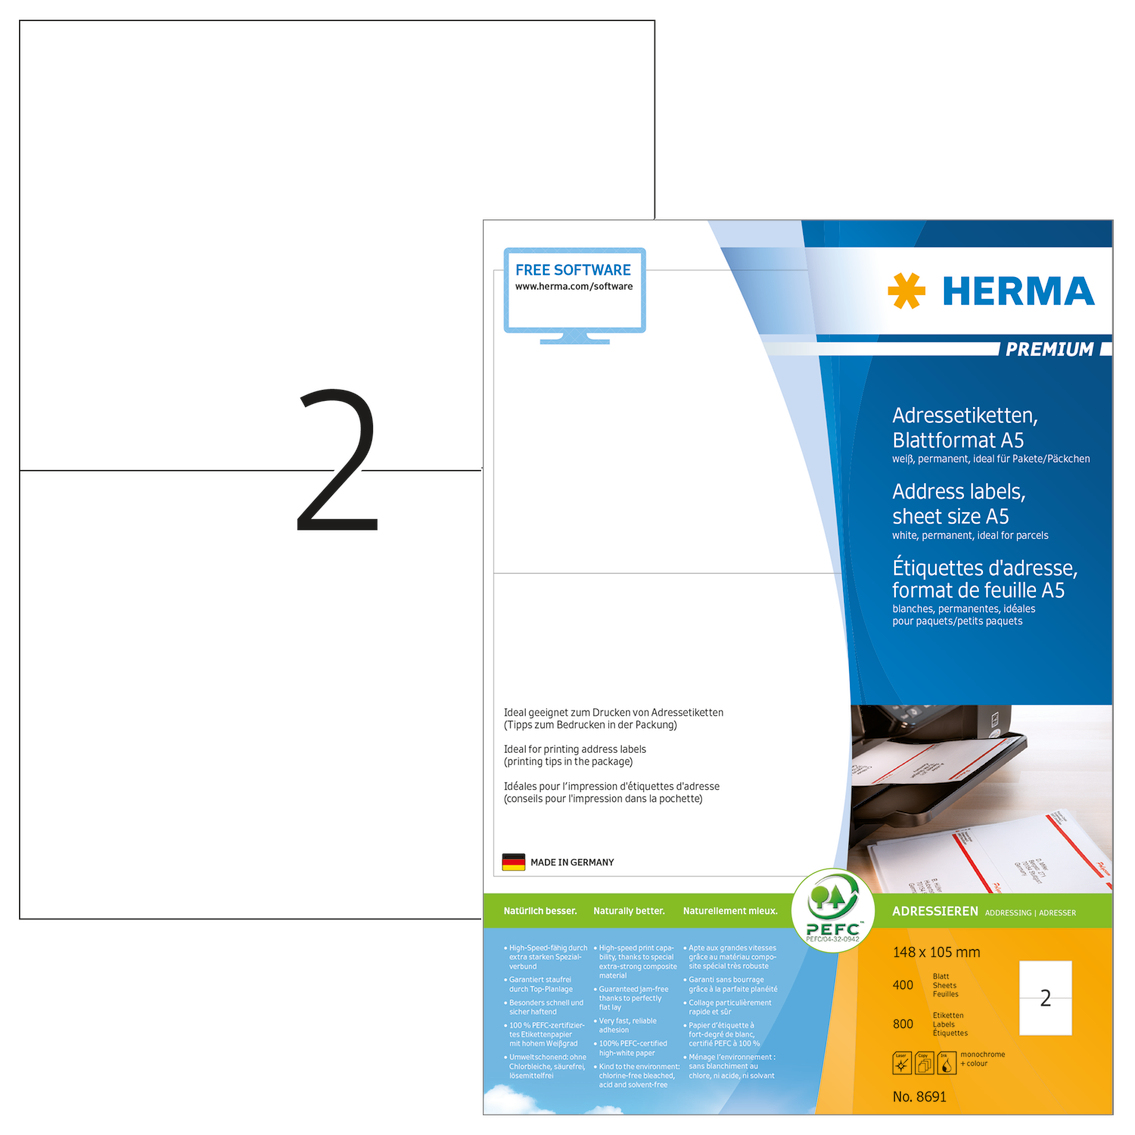 2
FREE SOFTWARE
www.herma.com/software
HERMA
PREMIUM
Adressetiketten,
Blattformat A5
weiß, permanent, ideal für Pakete/Päckchen
Address labels,
sheet size A5
white, permanent, ideal for parcels
Étiquettes d'adresse,
format de feuille A5
blanches, permanentes, idéales
pour paquets/petits paquets
Ideal geeignet zum Drucken von Adressetiketten
(Tipps zum Bedrucken in der Packung)
Ideal for printing address labels
(printing tips in the package)
Idéales pour l'impression d'étiquettes d'adresse
(conseils pour l'impression dans la pochette)
MADE IN GERMANY
Natürlich besser.
• High-Speed-fähig durch
extra starken Spezial-
verbund
• Garantiert staufrei
durch Top-Planlage
• Besonders schnell und
sicher haftend
• 100 % PEFC-zertifizier-
tes Etikettenpapier
mit hohem Weißgrad
• Umweltschonend: ohne
Chlorbleiche, säurefrei,
lösemittelfrei
Naturally better.
• High-speed print capa-
bility, thanks to special
extra-strong composite
material
• Guaranteed jam-free
thanks to perfectly
flat lay
• Very fast, reliable
adhesion
• 100% PEFC-certified
high-white paper
• Kind to the environment:
chlorine-free bleached,
acid and solvent-free
Naturellement mieux.
• Apte aux grandes vitesses
grâce au matériau compo-
site spécial très robuste
• Garanti sans bourrage
grâce à la parfaite planéité
• Collage particulièrement
rapide et sûr
• Papier d'étiquette à
fort-degré de blanc,
certifié PEFC à 100 %
• Ménage l'environnement :
sans blanchiment au
chlore, ni acide, ni solvant
PEFC™
PEFC/04-32-0942
ADRESSIEREN ADDRESSING | ADRESSER
148 x 105 mm
400 Blatt
Sheets
Feuilles
800 Etiketten
Labels
Étiquettes
2
Laser Copy Ink
monochrome
+ colour
No. 8691